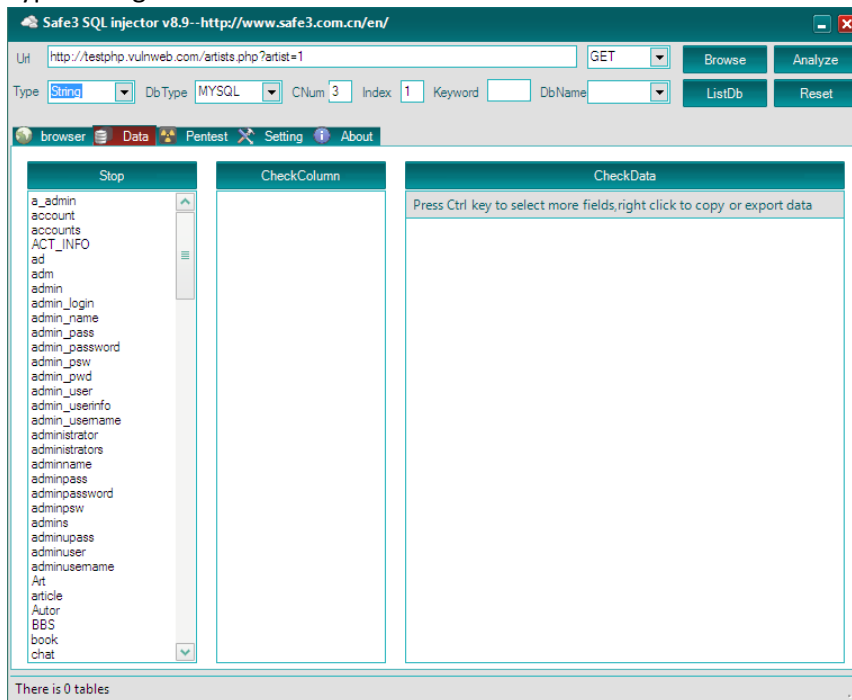 Safe3 SQL injector v8.9--http://www.safe3.com.cn/en/
Url http://testphp.vulnweb.com/artists.php?artist=1 GET Browse Analyze
Type String DbType MYSQL CNum 3 Index 1 Keyword DbName ListDb Reset
browser Data Pentest Setting About
Stop CheckColumn CheckData
Press Ctrl key to select more fields,right click to copy or export data
a_admin
account
accounts
ACT_INFO
ad
adm
admin
admin_login
admin_name
admin_pass
admin_password
admin_psw
admin_pwd
admin_user
admin_userinfo
admin_username
administrator
administrators
adminname
adminpass
adminpassword
adminpsw
admins
adminupass
adminuser
adminusername
Art
article
Autor
BBS
book
chat
There is 0 tables